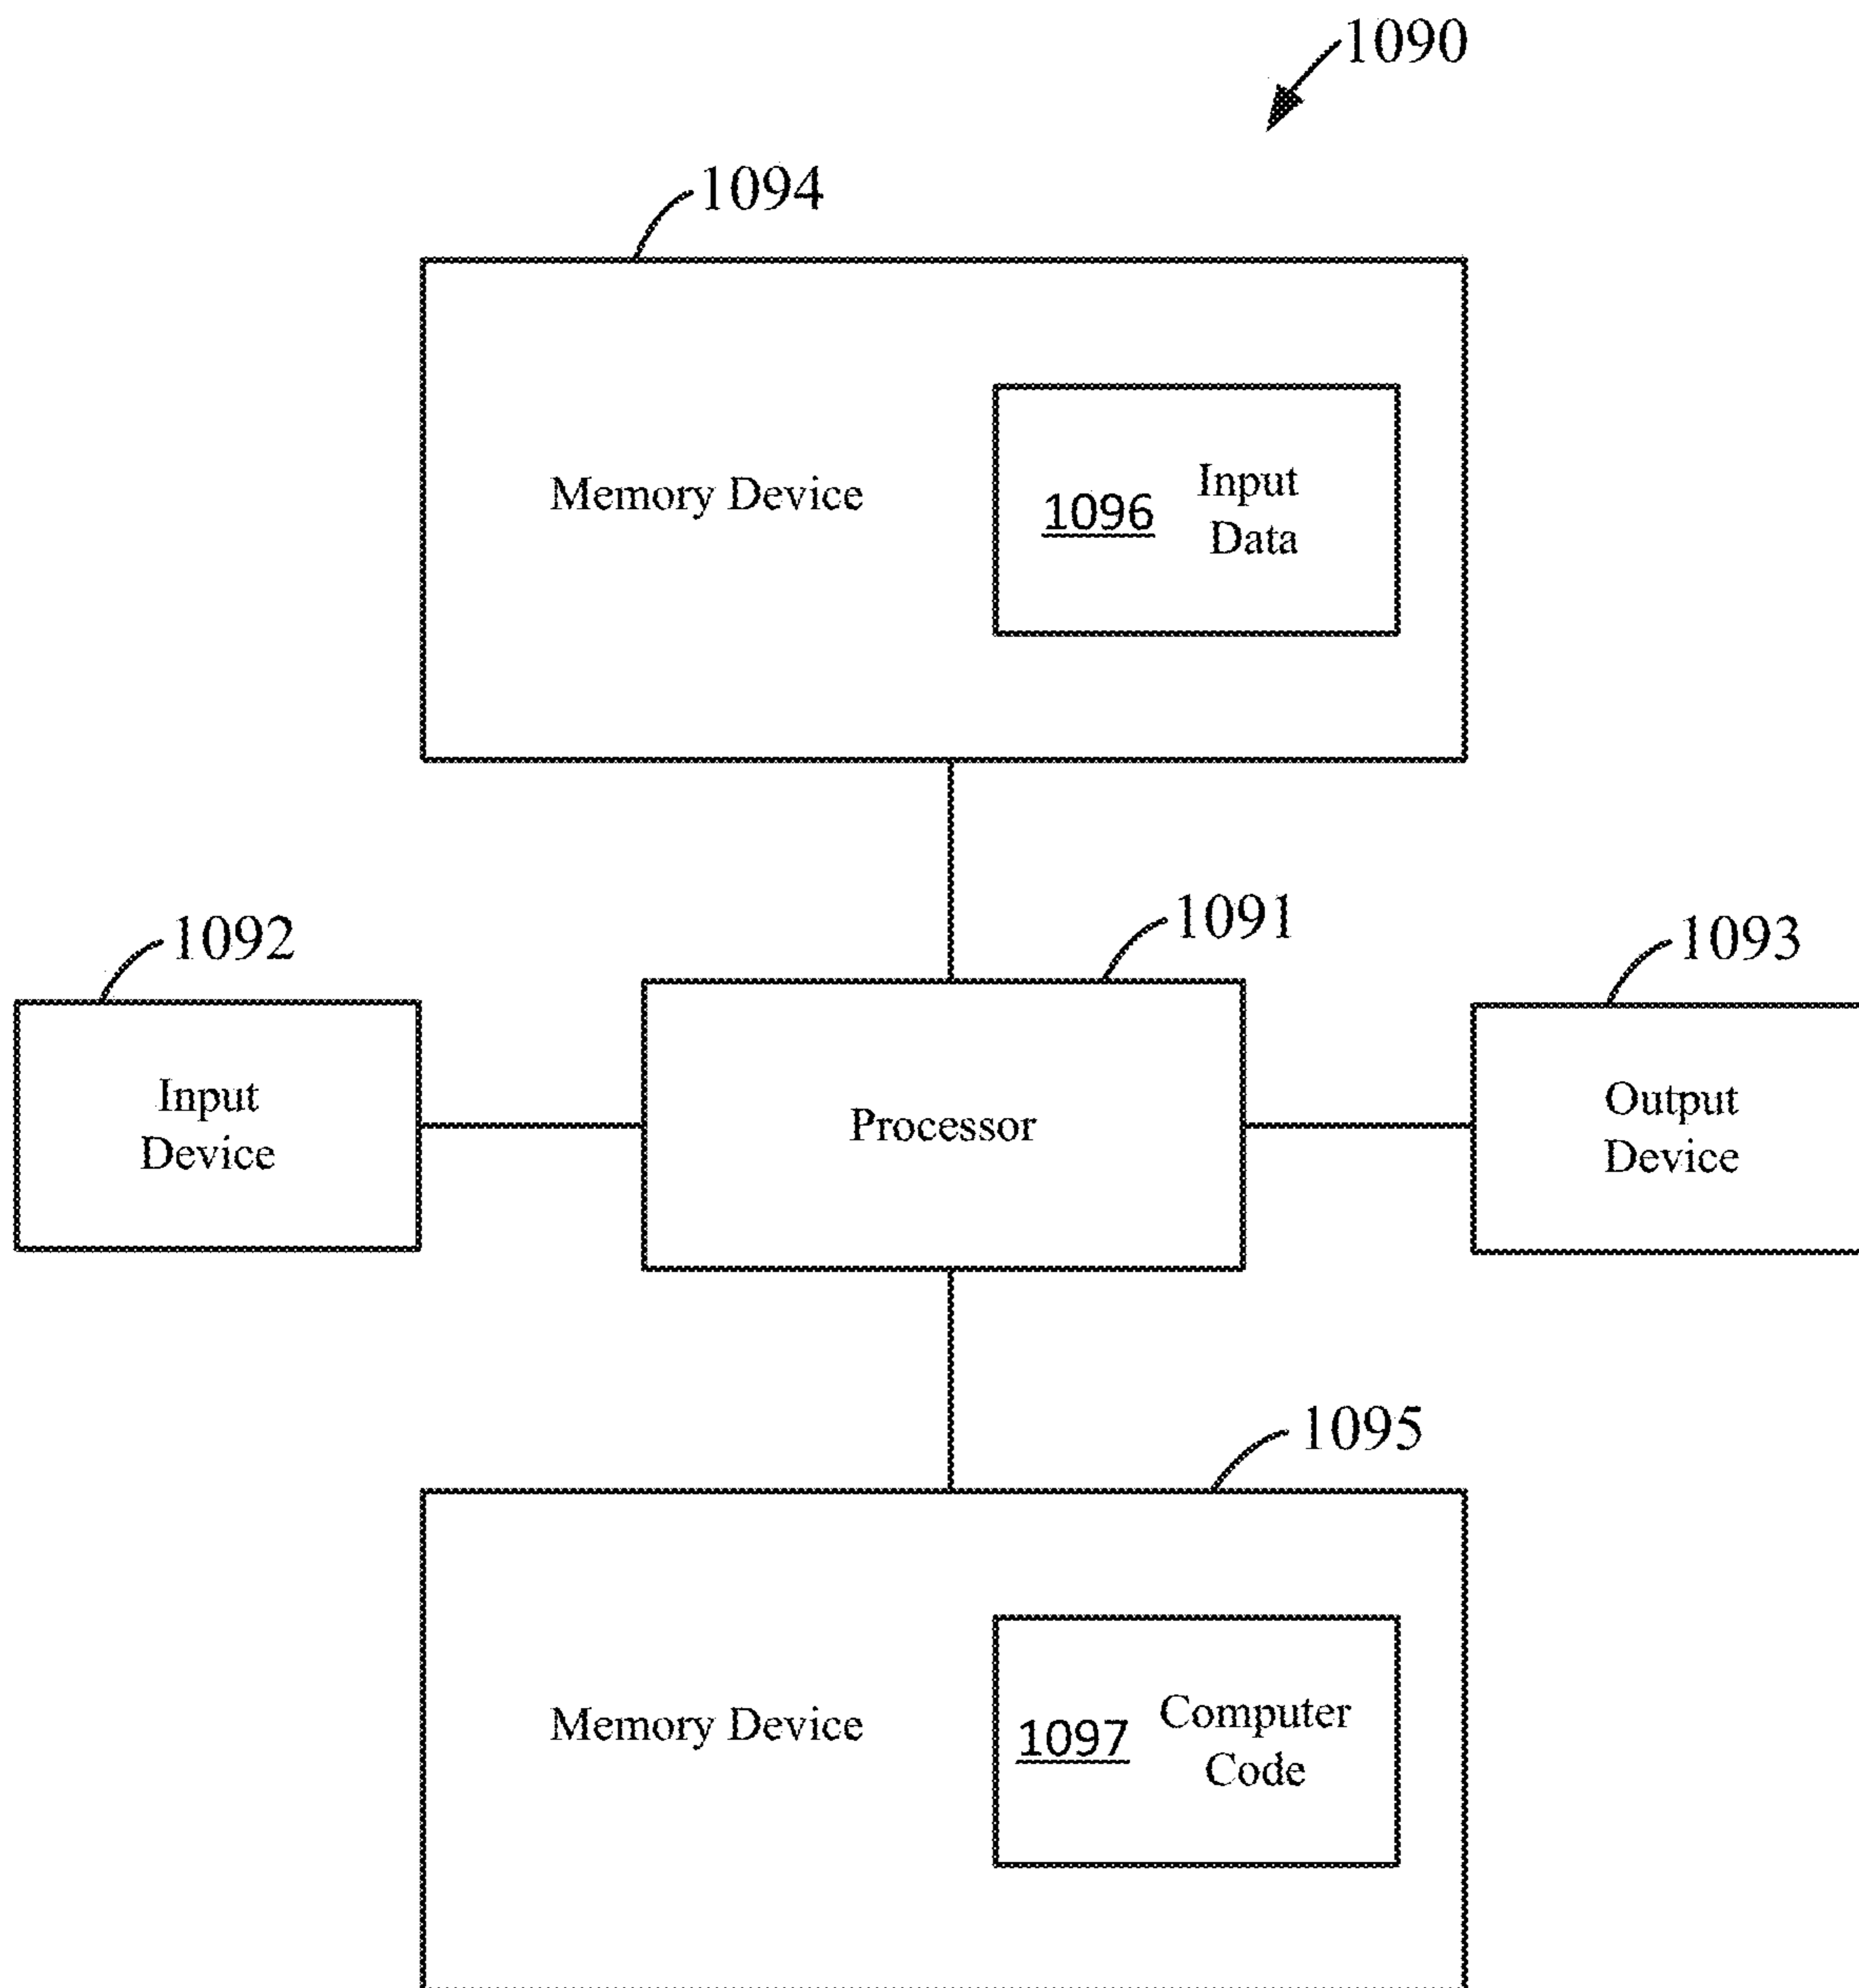 1090
1094
Memory Device
1096
Input
Data
1092
1091
1093
Input
Device
Processor
Output
Device
1095
Memory Device
1097
Computer
Code